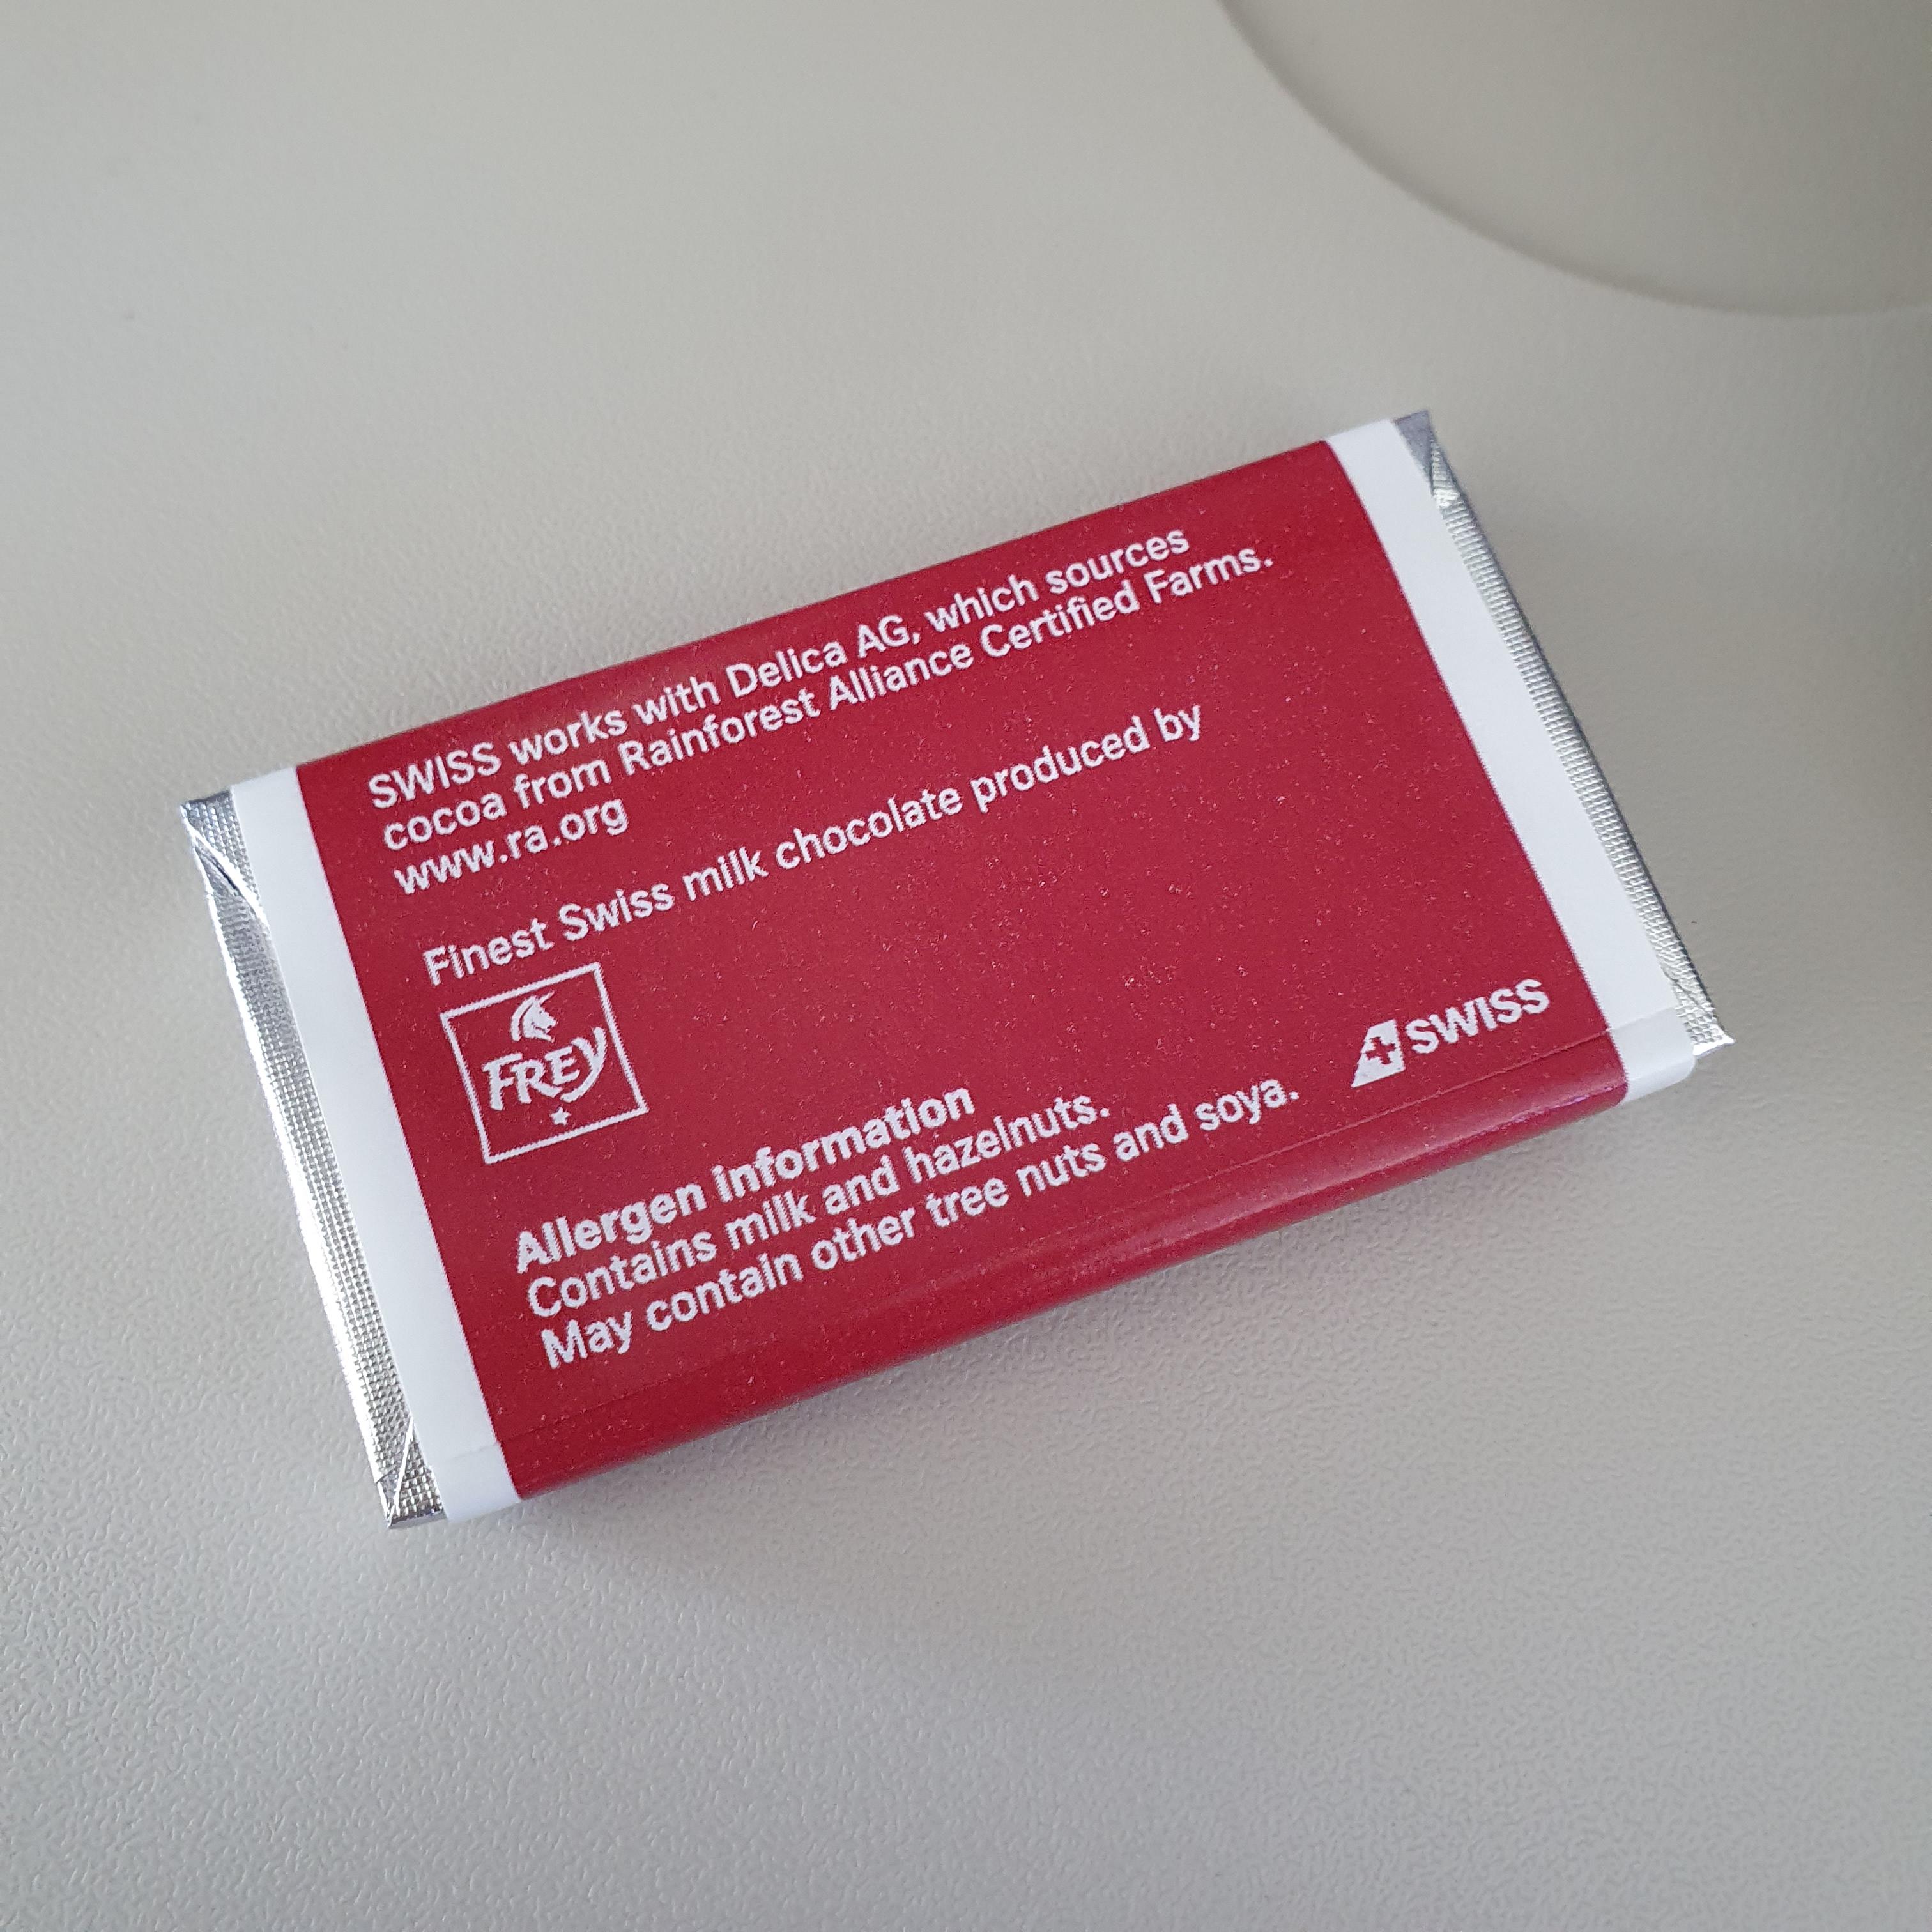 SWISS works with Delica AG, which sources
cocoa from Rainforest Alliance Certified Farms.
www.ra.org
Finest Swiss milk chocolate produced by
FREY
Allergen information
Contains milk and hazelnuts.
May contain other tree nuts and soya.
SWISS